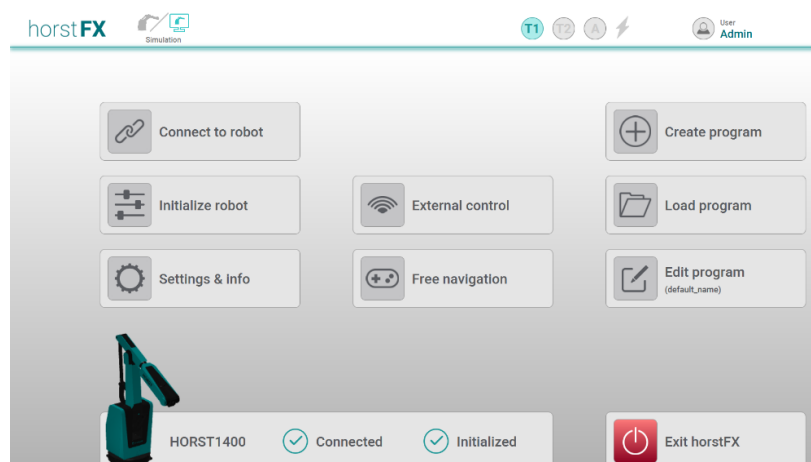 horstFX
Simulation
T1 T2 A
User
Admin
Connect to robot
Create program
Initialize robot
External control
Load program
Settings & info
Free navigation
Edit program
(default_name)
HORST1400
Connected
Initialized
Exit horstFX